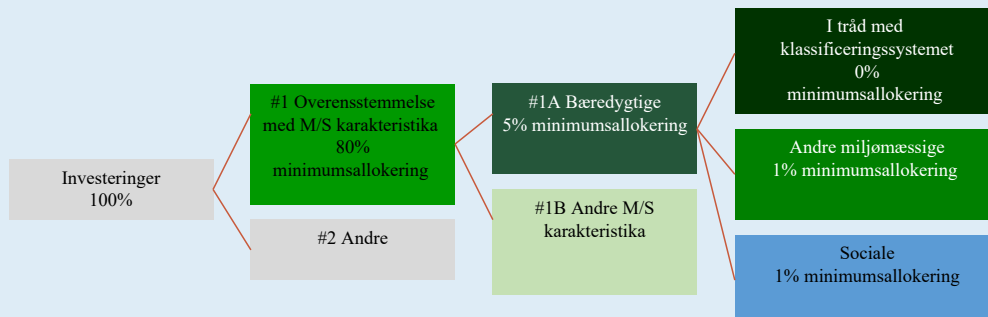 Investeringer
100%
#1 Overensstemmelse
med M/S karakteristika
80%
minimumsallokering
#2 Andre
#1A Bæredygtige
5% minimumsallokering
#1B Andre M/S
karakteristika
I tråd med
klassificeringssystemet
0%
minimumsallokering
Andre miljømæssige
1% minimumsallokering
Sociale
1% minimumsallokering